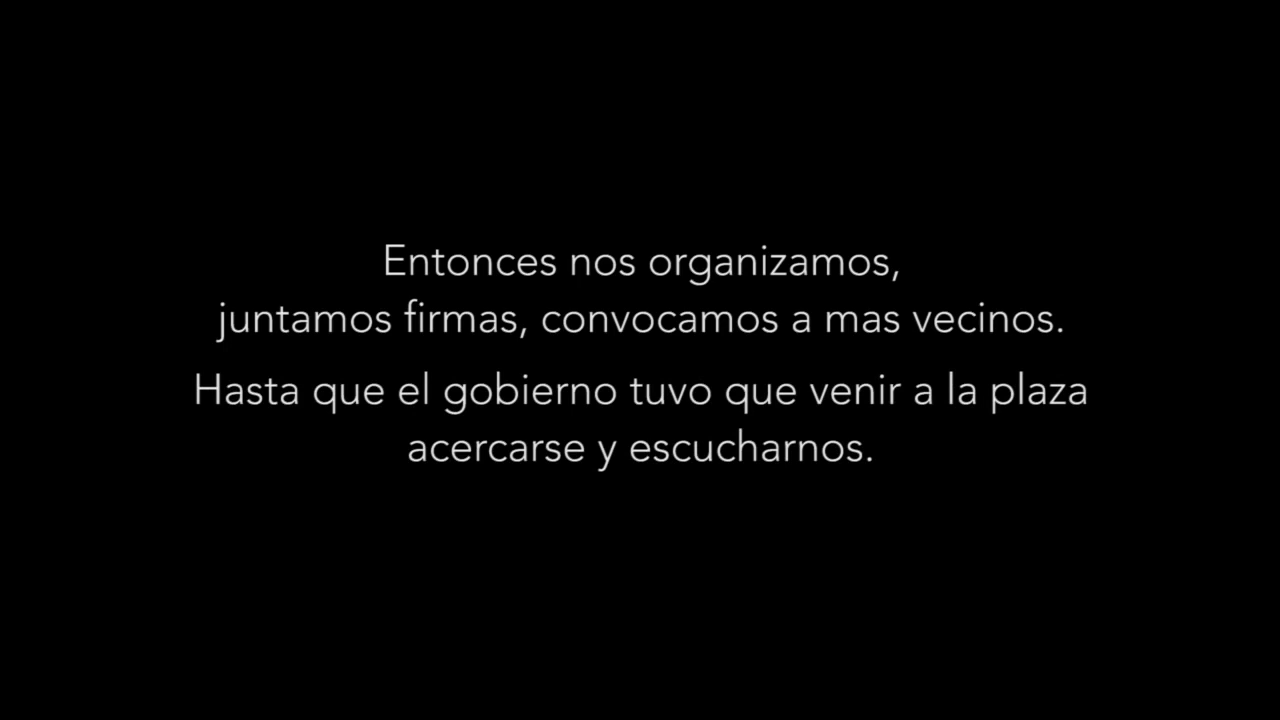 Entonces nos organizamos,
juntamos firmas, convocamos a mas vecinos.
Hasta que el gobierno tuvo que venir a la plaza
acercarse y escucharnos.